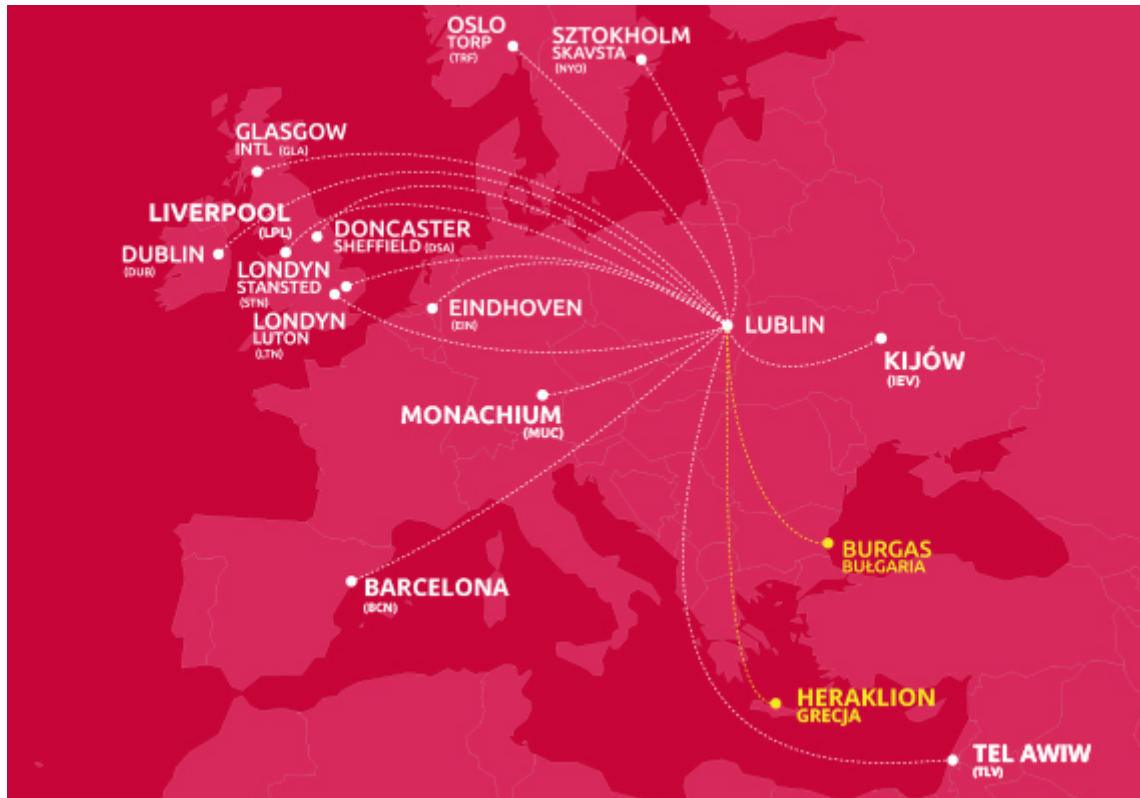 OSLO
TORP
(TRF)
SZTOKHOLM
SKAVSTA
(NYO)
GLASGOW
INTL (GLA)
LIVERPOOL
(LPL)
DONCASTER
SHEFFIELD (DSA)
DUBLIN
(DUB)
LONDYN
STANSTED
(STN)
LONDYN
LUTON
(LTN)
EINDHOVEN
(EIN)
LUBLIN
KIJÓW
(IEV)
MONACHIUM
(MUC)
BURGAS
BUŁGARIA
BARCELONA
(BCN)
HERAKLION
GRECJA
TEL AWIW
(TLV)